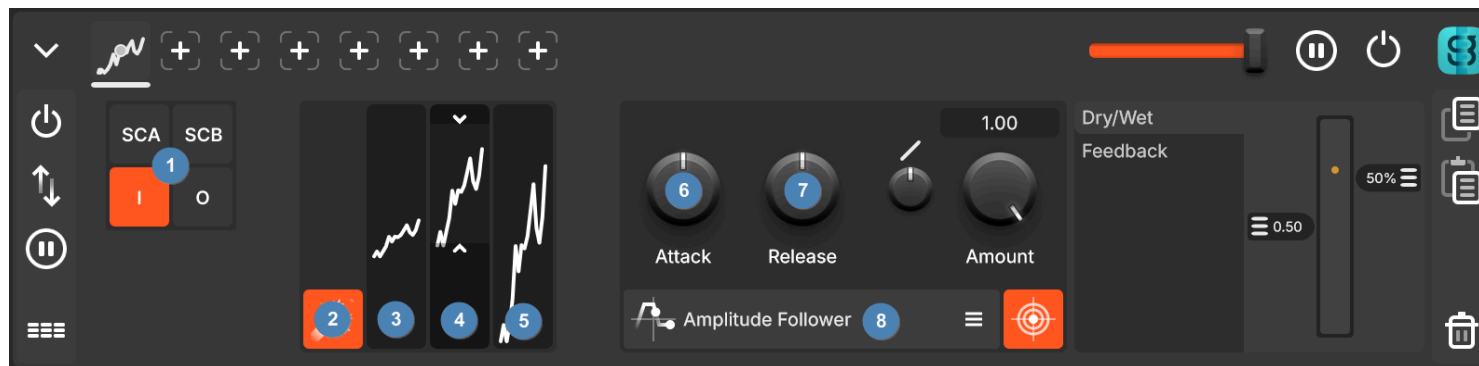 SCA SCB
1
I O
2 3 4 5
1.00
6 7
Attack Release Amount
Amplitude Follower 8
Dry/Wet
Feedback
50%
0.50